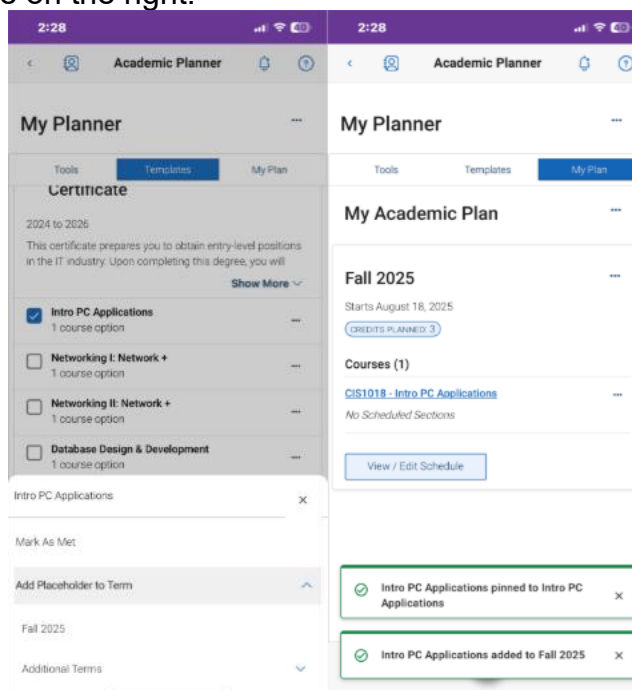 e on the right.
2:28
40
Academic Planner
My Planner
Tools Templates My Plan
Certificate
2024 to 2026
This certificate prepares you to obtain entry-level positions
in the IT industry. Upon completing this degree, you will
Show More
Intro PC Applications
1 course option
Networking I: Network +
1 course option
Networking II: Network +
1 course option
Database Design & Development
1 course option
Intro PC Applications
Mark As Met
Add Placeholder to Term
Fall 2025
Additional Terms
2:28
40
Academic Planner
My Planner
Tools Templates My Plan
My Academic Plan
Fall 2025
Starts August 18, 2025
CREDITS PLANNED: 3
Courses (1)
CIS1018 - Intro PC Applications
No Scheduled Sections
View / Edit Schedule
Intro PC Applications pinned to Intro PC
Applications
Intro PC Applications added to Fall 2025